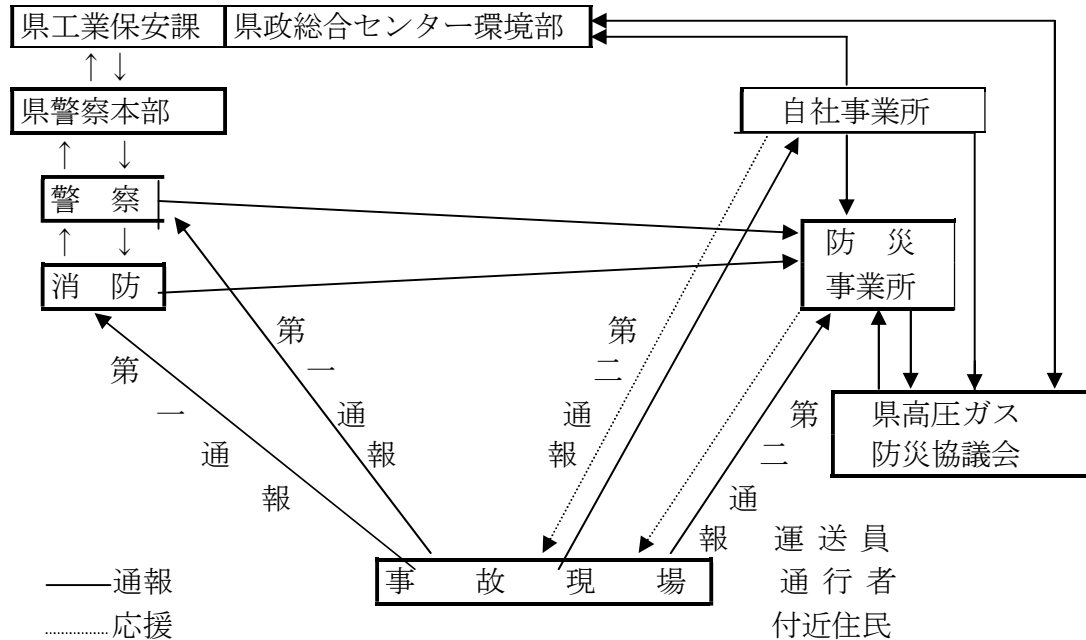 県工業保安課 県政総合センター環境部
↑ ↓
県警察本部
自社事業所
↑ ↓
警 察
↑ ↓
防 災
事業所
消 防
第一通報
第一通報
第二通報
第二通報
県高圧ガス
防災協議会
事 故 現 場
運送員
通行者
付近住民
通報
応援